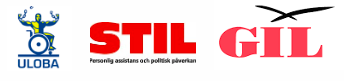 ULOBA
STIL
Personlig assistans och politisk påverkan
GIL